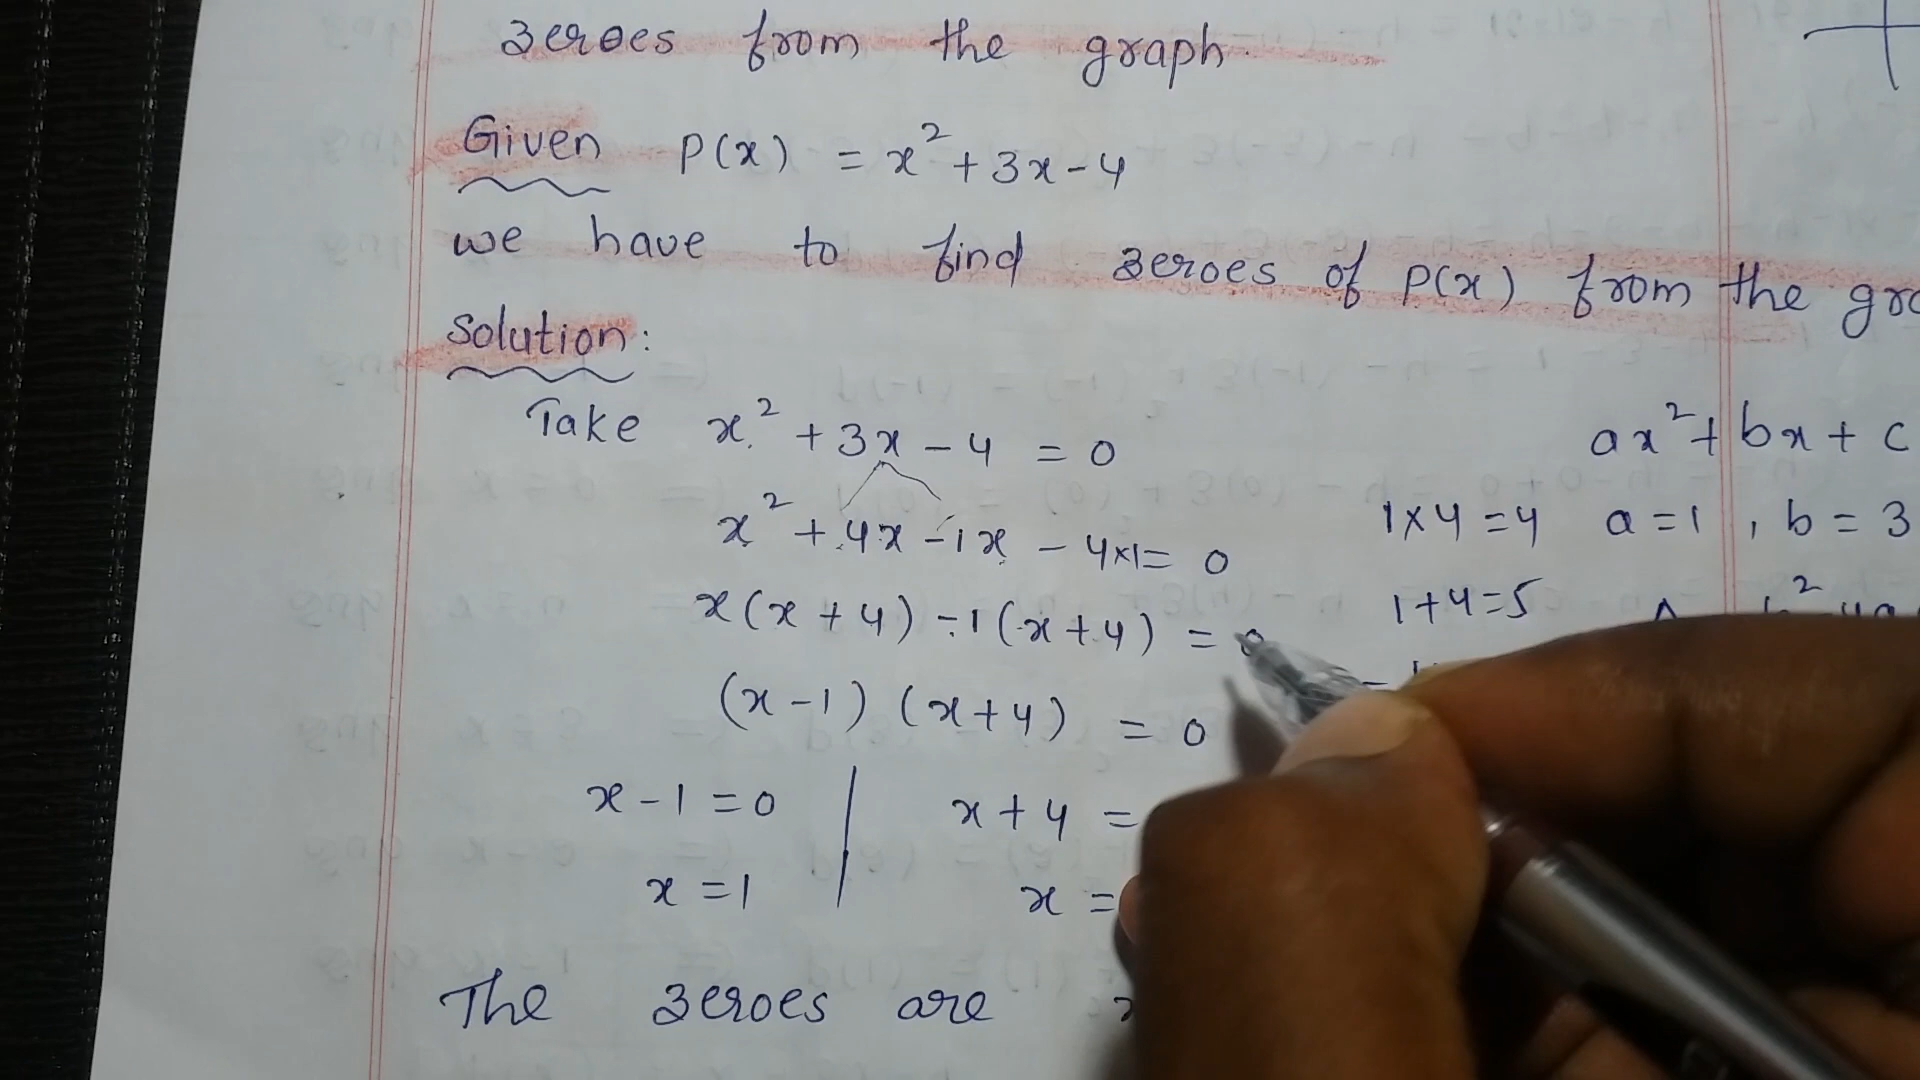 zeroes from the graph.
Given P(x) = x² + 3x - 4
we have to find zeroes of P(x) from the
Solution:
Take x² + 3x - 4 = 0
ax² + bx + c
x² + 4x - 1x - 4×1 = 0
1×4 = 4 a = 1, b = 3
x(x + 4) - 1(x + 4) = 0
1+4=5
(x - 1) (x + 4) = 0
x - 1 = 0 x + 4 =
x = 1 x =
The zeroes are